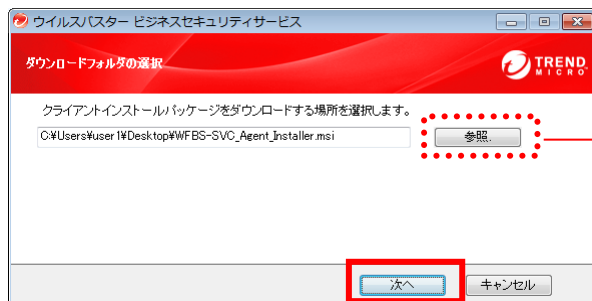 ウイルスバスター ビジネスセキュリティサービス
ダウンロードフォルダの選択
TREND
MICRO
クライアントインストールパッケージをダウンロードする場所を選択します。
C:¥Users¥user1¥Desktop¥WFBS-SVC_Agent_Installer.msi
参照.
次へ
キャンセル